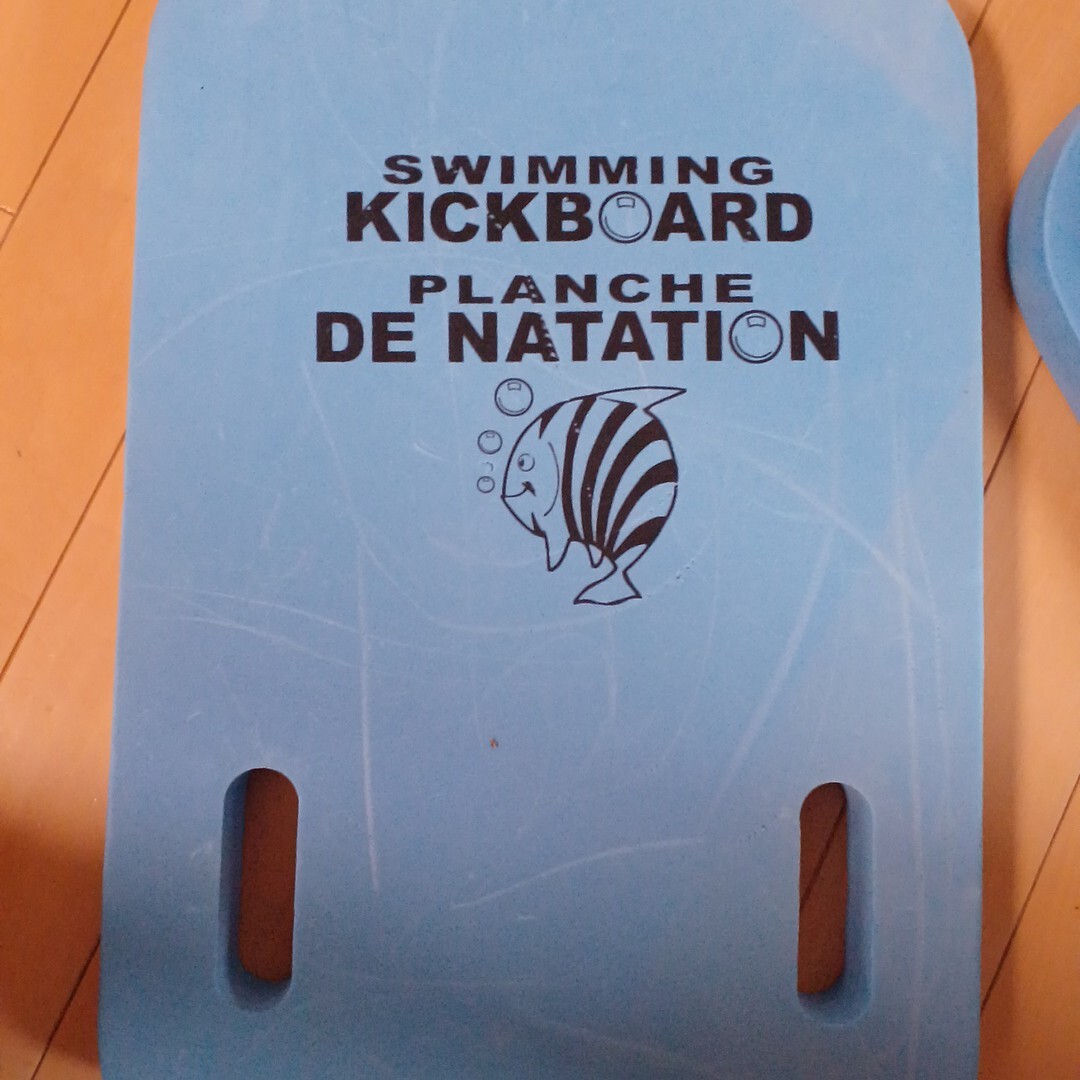 SWIMMING
KICKBOARD
PLANCHE
DE NATATION